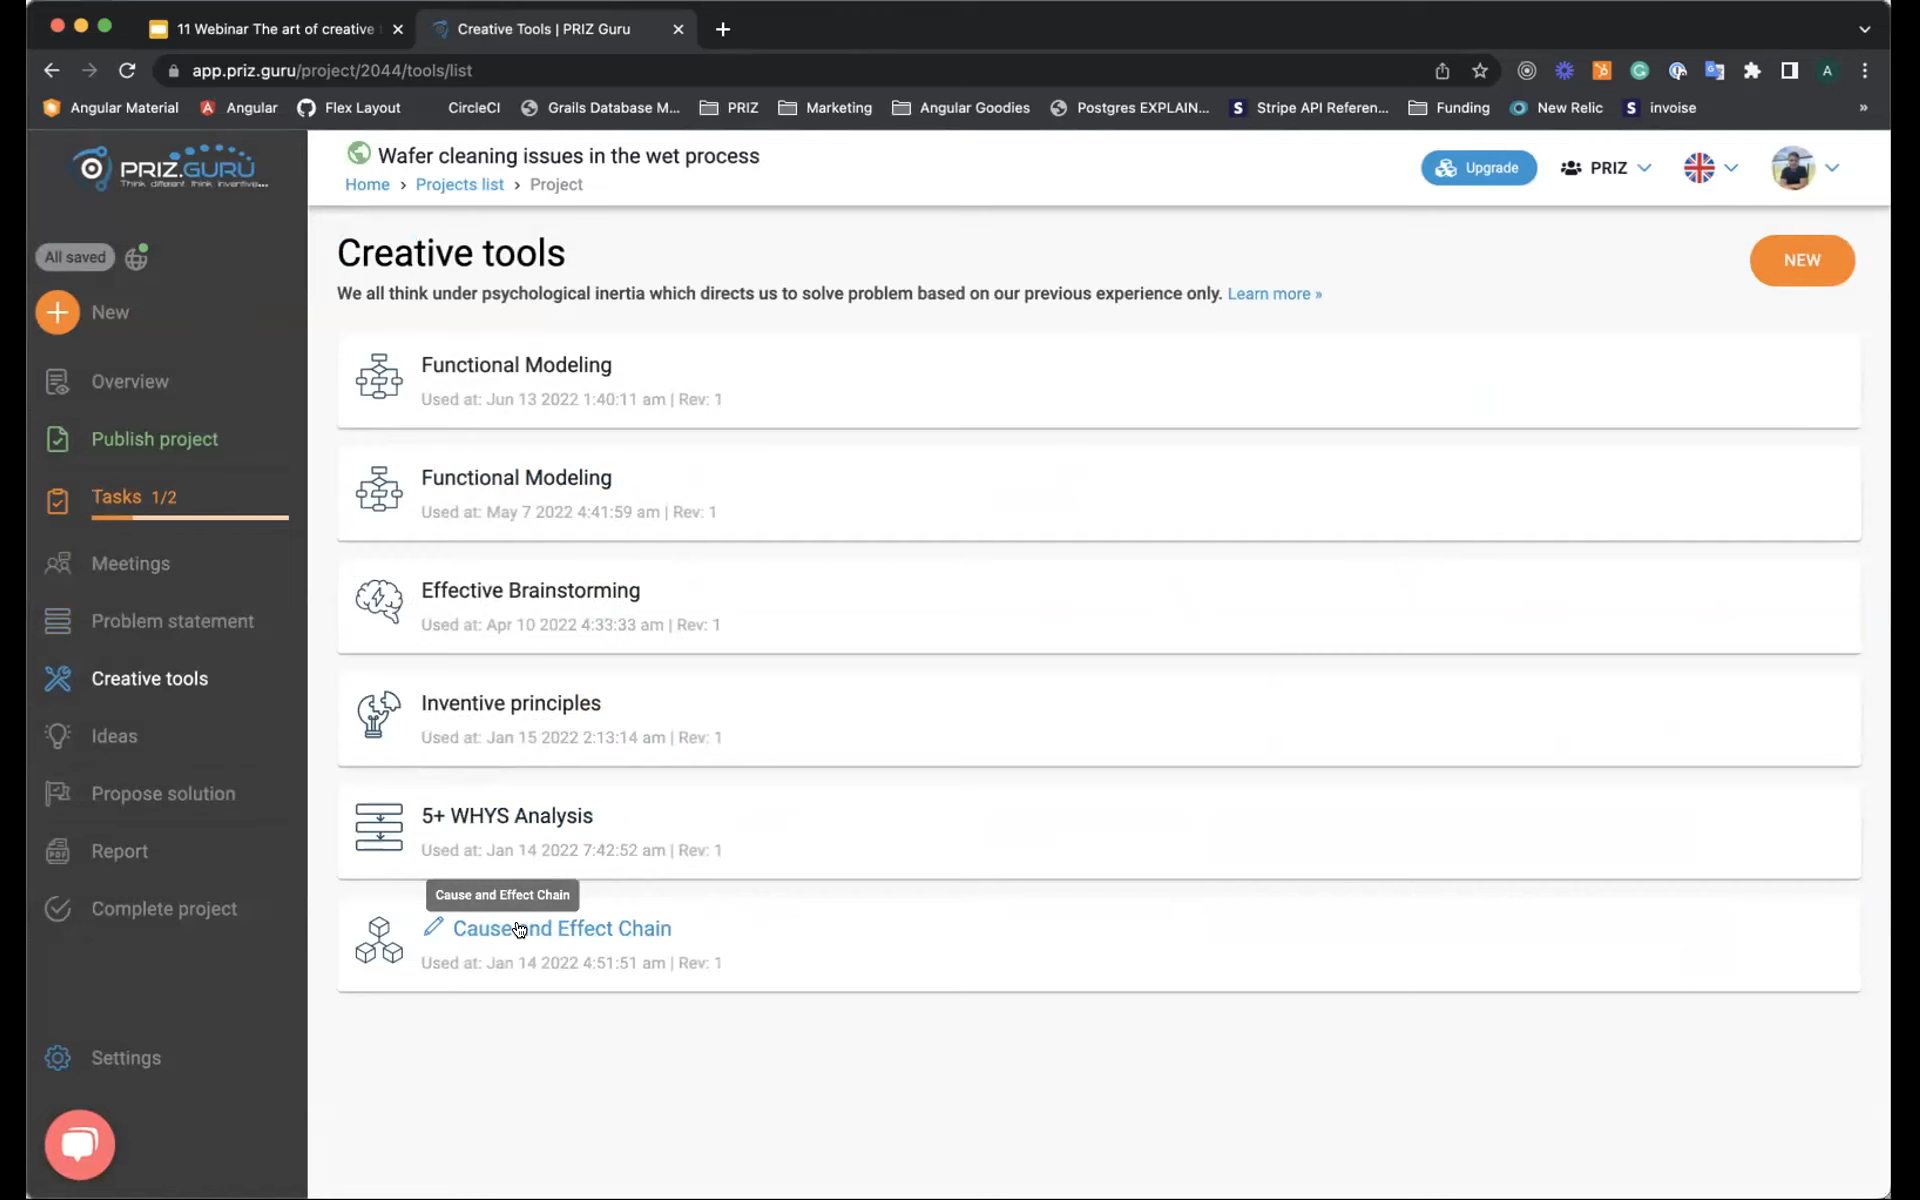 11 Webinar The art of creative
Creative Tools | PRIZ Guru
app.priz.guru/project/2044/tools/list
A
Angular Material
Angular
Flex Layout
CircleCI
Grails Database M...
PRIZ
Marketing
Angular Goodies
Postgres EXPLAIN...
S Stripe API Referen...
Funding
New Relic
S invoise
»
PRIZ.GURU
Think different think inventive...
Wafer cleaning issues in the wet process
Home › Projects list › Project
Upgrade
PRIZ
All saved
New
Overview
Publish project
Tasks 1/2
Meetings
Problem statement
Creative tools
Ideas
Propose solution
Report
Complete project
Settings
Creative tools
NEW
We all think under psychological inertia which directs us to solve problem based on our previous experience only. Learn more »
Functional Modeling
Used at: Jun 13 2022 1:40:11 am | Rev: 1
Functional Modeling
Used at: May 7 2022 4:41:59 am | Rev: 1
Effective Brainstorming
Used at: Apr 10 2022 4:33:33 am | Rev: 1
Inventive principles
Used at: Jan 15 2022 2:13:14 am | Rev: 1
5+ WHYS Analysis
Used at: Jan 14 2022 7:42:52 am | Rev: 1
Cause and Effect Chain
Cause and Effect Chain
Used at: Jan 14 2022 4:51:51 am | Rev: 1